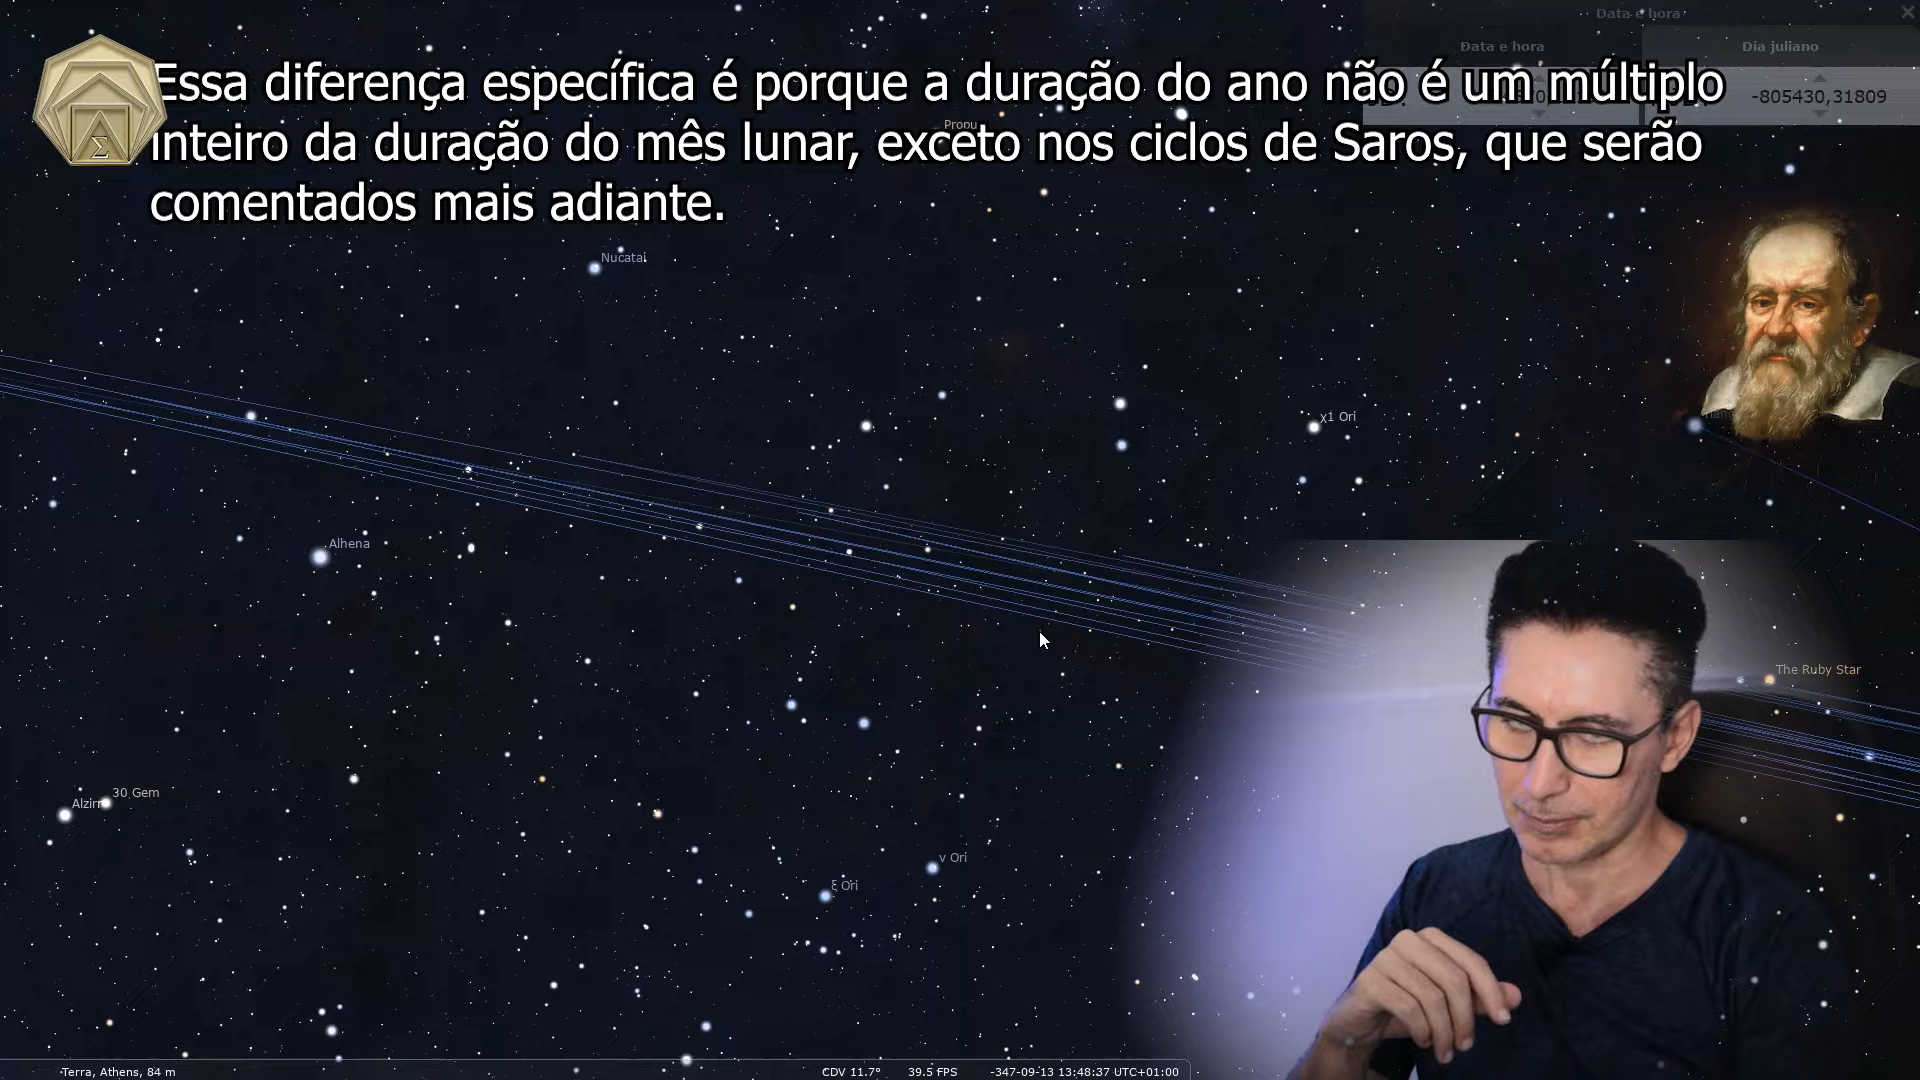 Data e hora
Data e hora
Dia juliano
Essa diferença específica é porque a duração do ano não é um múltiplo
-805430,31809
Propu
inteiro da duração do mês lunar, exceto nos ciclos de Saros, que serão
comentados mais adiante.
Σ
Nucatai
χ1 Ori
Alhena
The Ruby Star
30 Gem
Alzirr
ν Ori
ξ Ori
Terra, Athens, 84 m
CDV 11.7°
39.5 FPS
-347-09-13 13:48:37 UTC+01:00